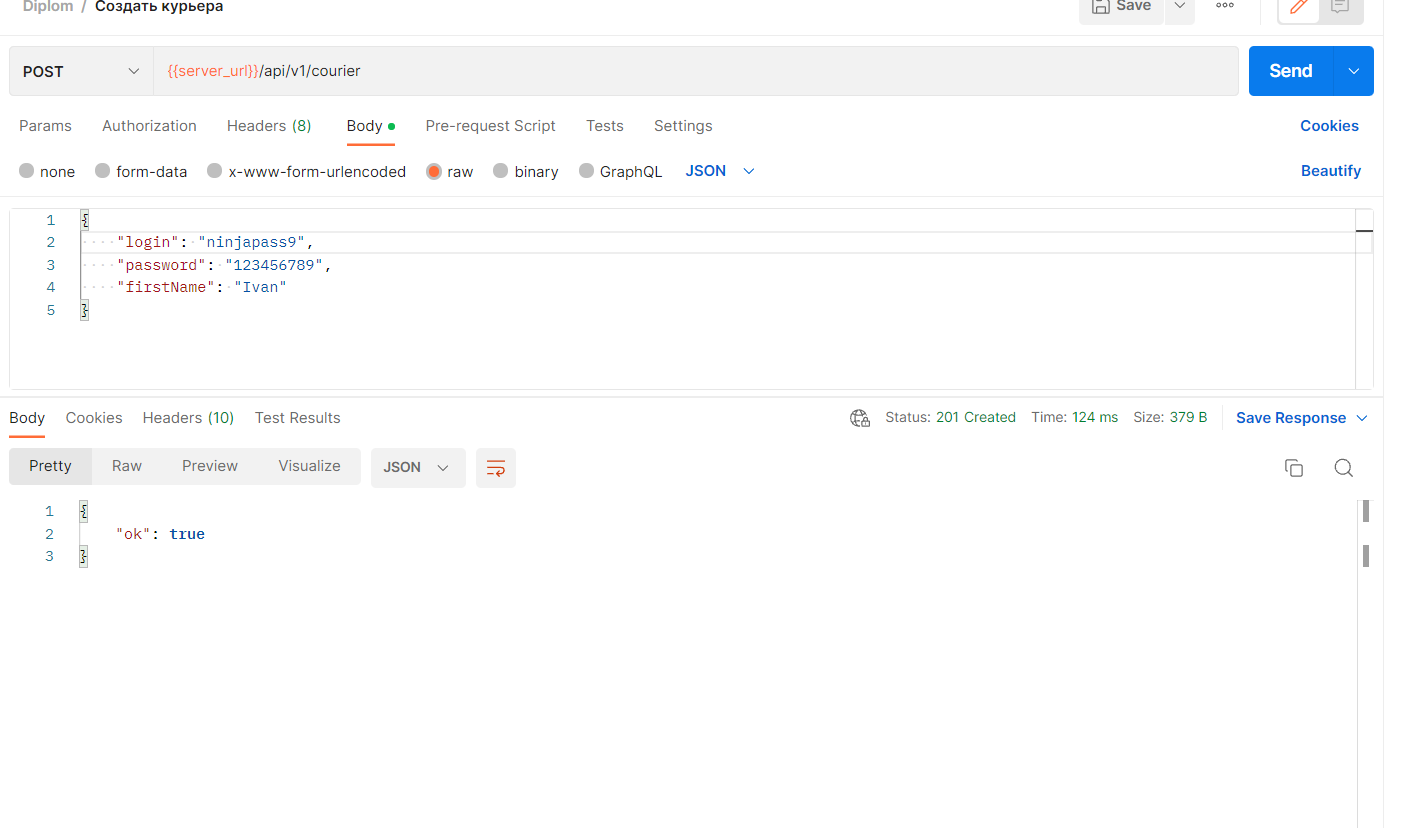 Diplom / Создать курьера
Save
POST {{server_url}}/api/v1/courier Send
Params Authorization Headers (8) Body Pre-request Script Tests Settings Cookies
none form-data x-www-form-urlencoded raw binary GraphQL JSON Beautify
1 {
2 "login": "ninjapass9",
3 "password": "123456789",
4 "firstName": "Ivan"
5 }
Body Cookies Headers (10) Test Results Status: 201 Created Time: 124 ms Size: 379 B Save Response
Pretty Raw Preview Visualize JSON
1 {
2 "ok": true
3 }